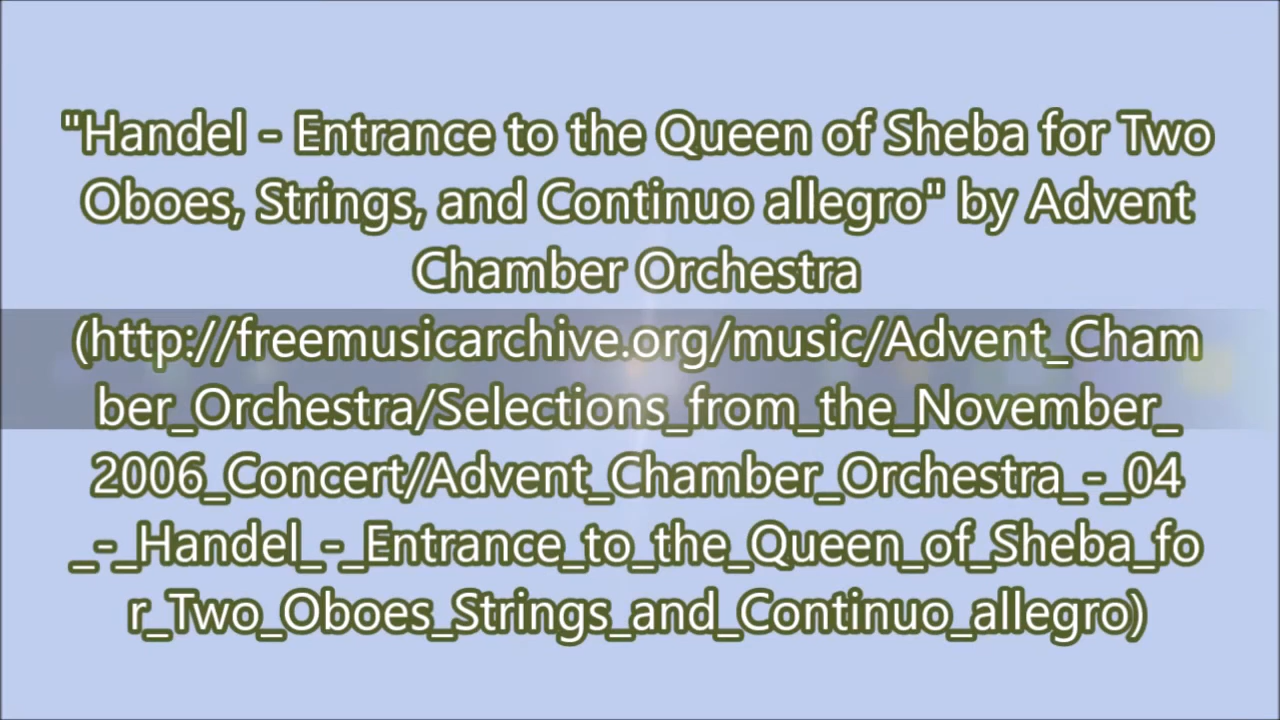 "Handel - Entrance to the Queen of Sheba for Two
Oboes, Strings, and Continuo allegro" by Advent
Chamber Orchestra
(http://freemusicarchive.org/music/Advent_Cham
ber_Orchestra/Selections_from_the_November_
2006_Concert/Advent_Chamber_Orchestra_-_04
_-_Handel_-_Entrance_to_the_Queen_of_Sheba_fo
r_Two_Oboes_Strings_and_Continuo_allegro)